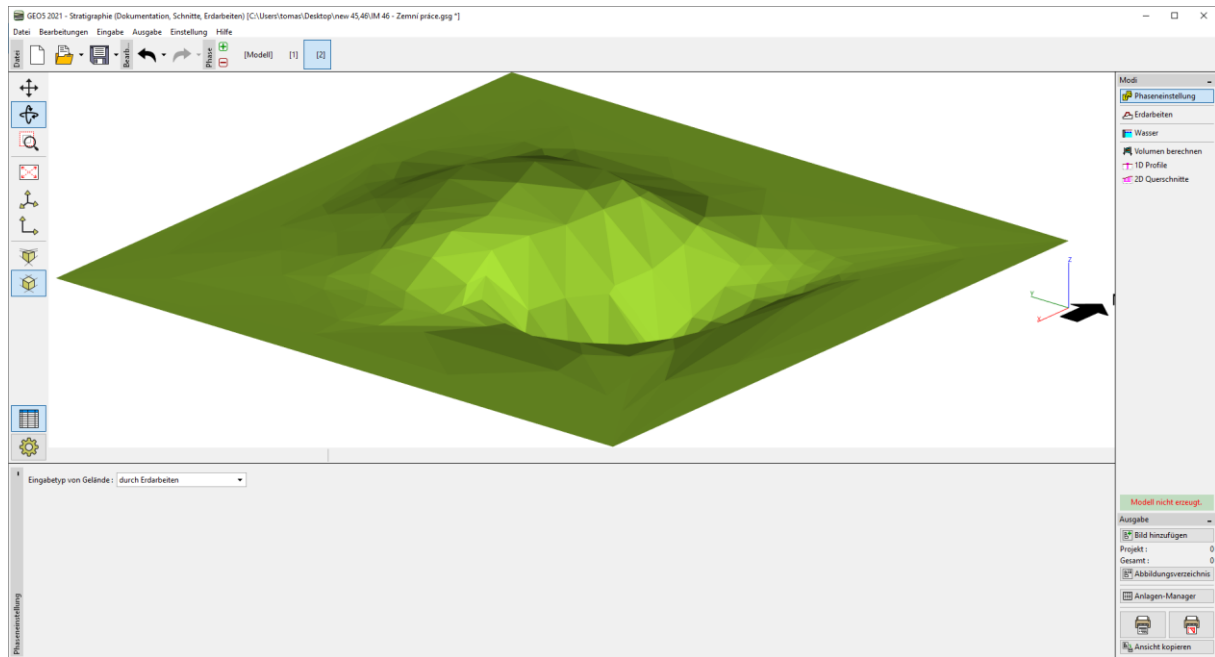 GEO5 2021 - Stratigraphie (Dokumentation, Schnitte, Erdarbeiten) [C:\Users\tomas\Desktop\new 45,46\IM 46 - Zemní práce.gsg *]
Datei Bearbeitungen Eingabe Ausgabe Einstellung Hilfe
Datei
Bearb...
Phase
[Modell] [1] [2]
Modi
Phaseneinstellung
Erdarbeiten
Wasser
Volumen berechnen
1D Profile
2D Querschnitte
Z
Y
X
Eingabetyp von Gelände : durch Erdarbeiten
Phaseneinstellung
Modell nicht erzeugt.
Ausgabe
Bild hinzufügen
Projekt : 0
Gesamt : 0
Abbildungsverzeichnis
Anlagen-Manager
Ansicht kopieren